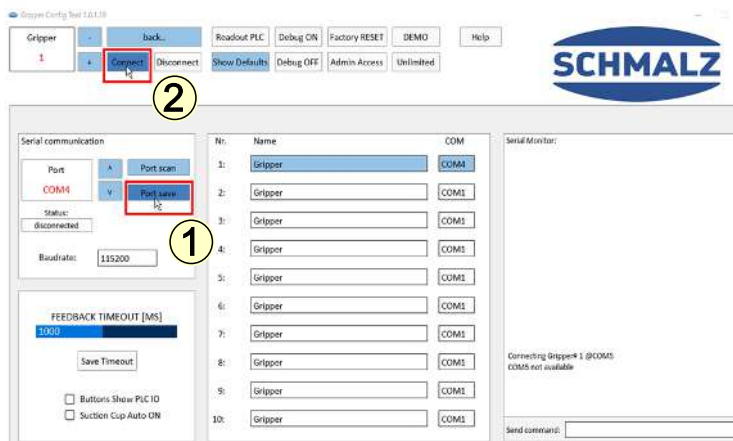 Gripper Config Tool 1.0.1.19
Gripper - back.. Readout PLC Debug ON Factory RESET DEMO Help
1 + Connect Disconnect Show Defaults Debug OFF Admin Access Unlimited
SCHMALZ
2
Serial communication
Port ^ Port scan
COM4 v Port save
Status:
disconnected
1
Baudrate: 115200
FEEDBACK TIMEOUT [MS]
1000
Save Timeout
Buttons Show PLC IO
Suction Cup Auto ON
Nr. Name COM
1: Gripper COM4
2: Gripper COM1
3: Gripper COM1
4: Gripper COM1
5: Gripper COM1
6: Gripper COM1
7: Gripper COM1
8: Gripper COM1
9: Gripper COM1
10: Gripper COM1
Serial Monitor:
Connecting Gripper# 1 @COM5
COM5 not available
Send command: